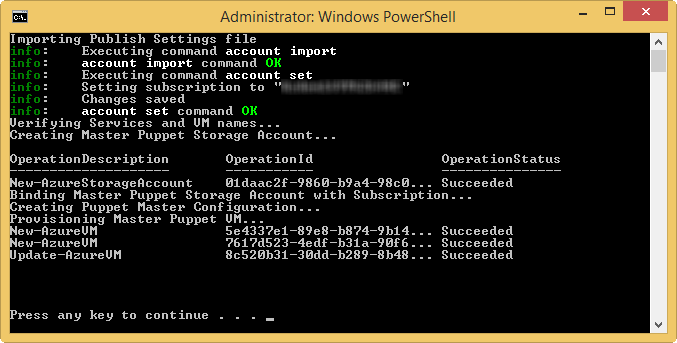 Administrator: Windows PowerShell
Importing Publish Settings file
info:    Executing command account import
info:    account import command OK
info:    Executing command account set
info:    Setting subscription to " "
info:    Changes saved
info:    account set command OK
Verifying Services and VM names...
Creating Master Puppet Storage Account...
OperationDescription       OperationId                OperationStatus
--------------------       -----------                ---------------
New-AzureStorageAccount    01daac2f-9860-b9a4-98c0... Succeeded
Binding Master Puppet Storage Account with Subscription...
Creating Puppet Master Configuration...
Provisioning Master Puppet VM...
New-AzureVM                5e4337e1-89e8-b874-9b14... Succeeded
New-AzureVM                7617d523-4edf-b31a-90f6... Succeeded
Update-AzureVM             8c520b31-30dd-b289-8b48... Succeeded
Press any key to continue . . . _